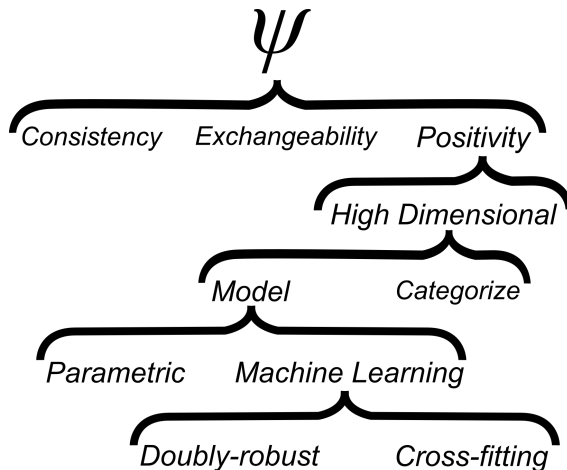 ψ
Consistency Exchangeability Positivity
High Dimensional
Model Categorize
Parametric Machine Learning
Doubly-robust Cross-fitting